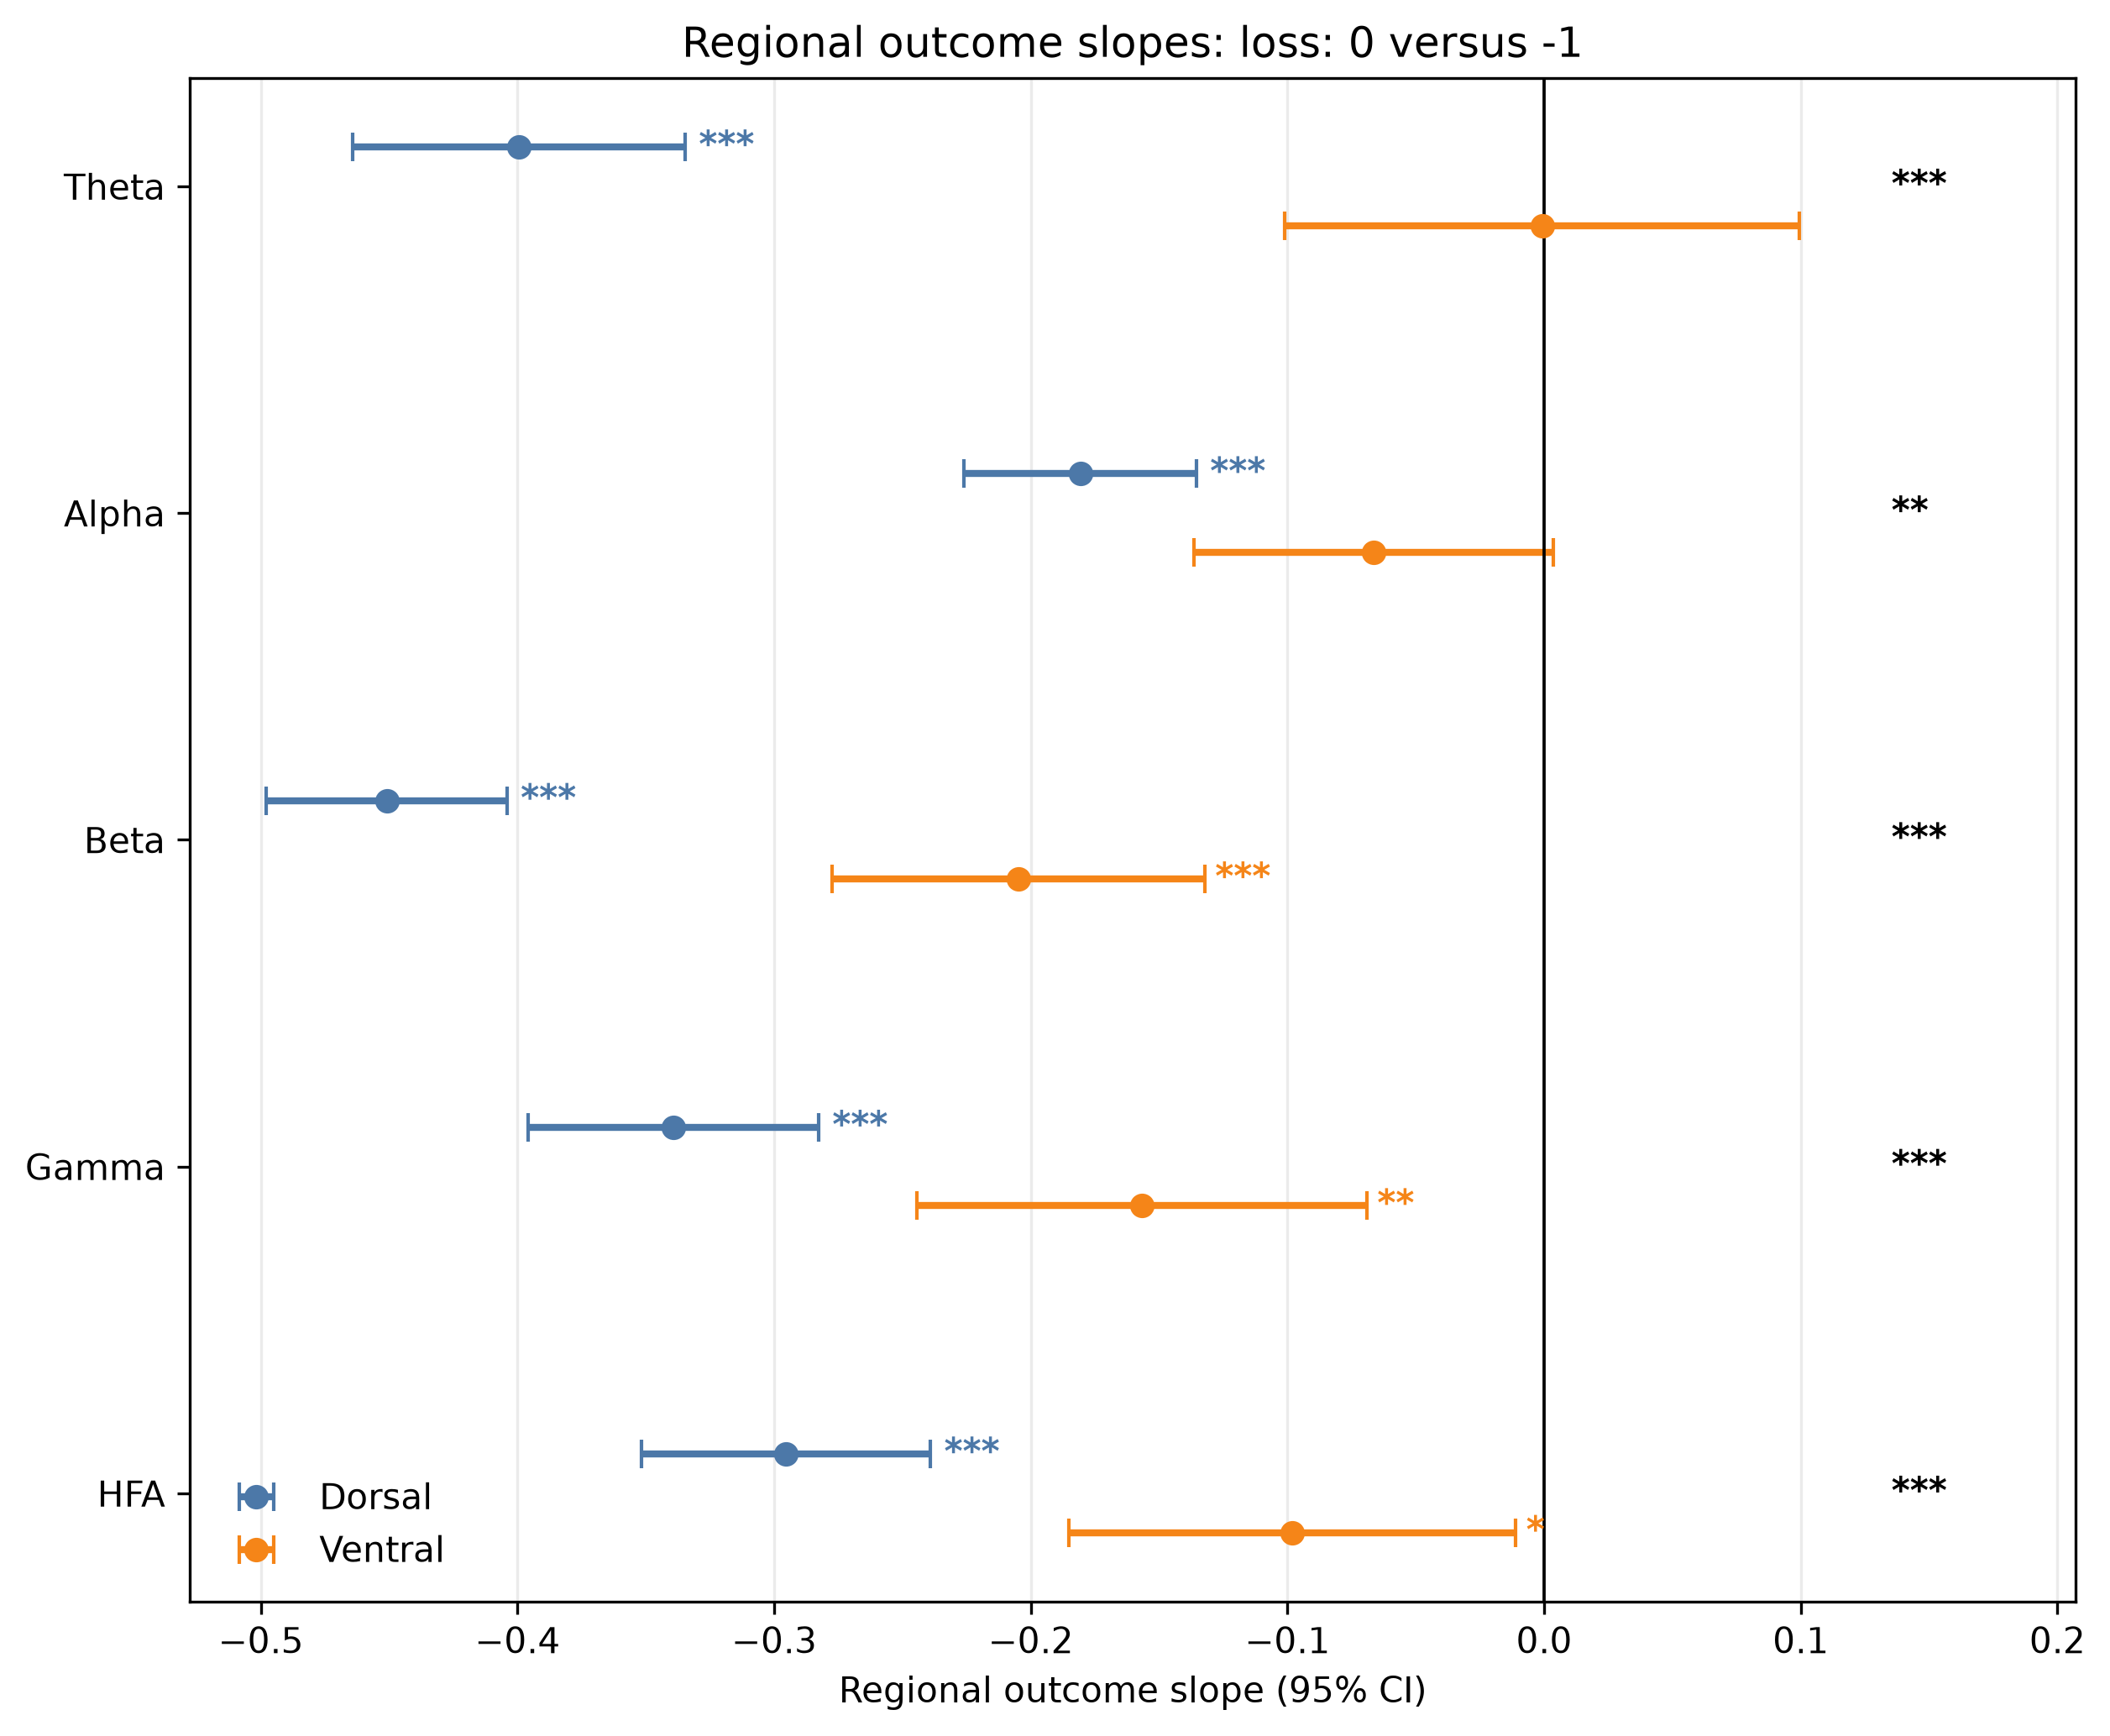 Regional outcome slopes: loss: 0 versus -1
***
Theta
***
***
Alpha
**
***
Beta
***
***
***
Gamma
***
**
***
HFA
***
*
Dorsal
Ventral
−0.5 −0.4 −0.3 −0.2 −0.1 0.0 0.1 0.2
Regional outcome slope (95% CI)